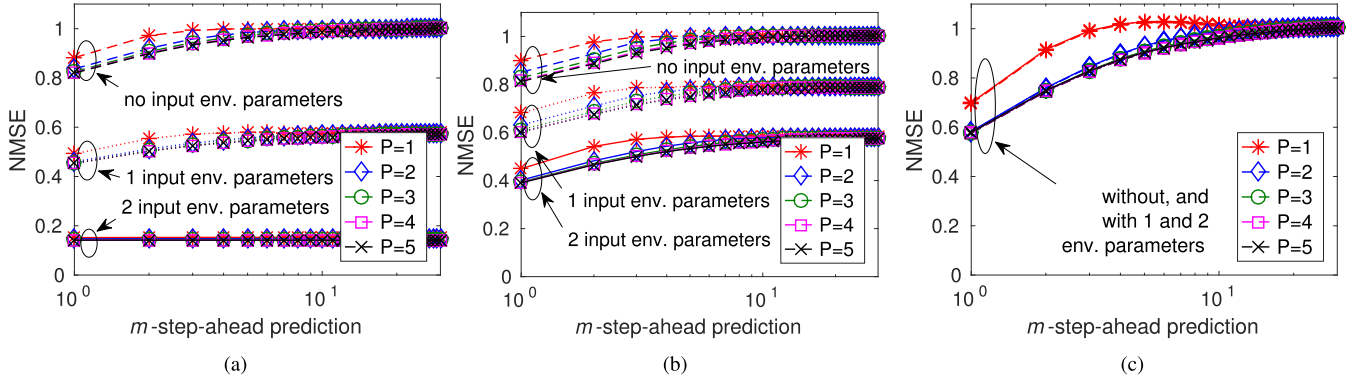 NMSE
1
0.8
0.6
0.4
0.2
0
10^0
10^1
no input env. parameters
1 input env. parameters
2 input env. parameters
P=1
P=2
P=3
P=4
P=5
m-step-ahead prediction
(a)
NMSE
1
0.8
0.6
0.4
0.2
0
10^0
10^1
no input env. parameters
1 input env. parameters
2 input env. parameters
P=1
P=2
P=3
P=4
P=5
m-step-ahead prediction
(b)
NMSE
1
0.8
0.6
0.4
0.2
0
10^0
10^1
without, and
with 1 and 2
env. parameters
P=1
P=2
P=3
P=4
P=5
m-step-ahead prediction
(c)